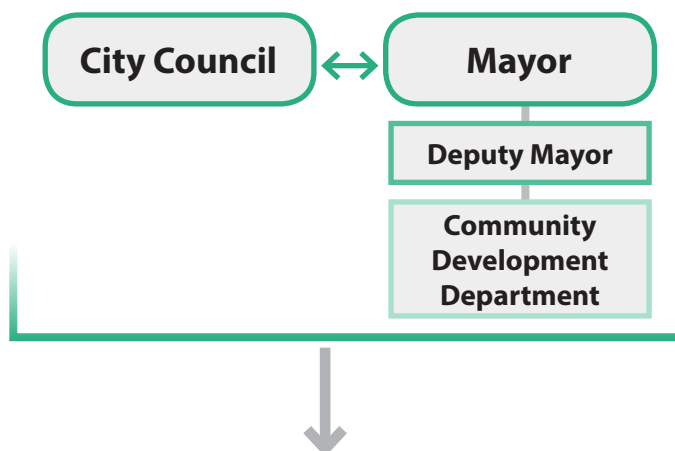 City Council
Mayor
Deputy Mayor
Community
Development
Department